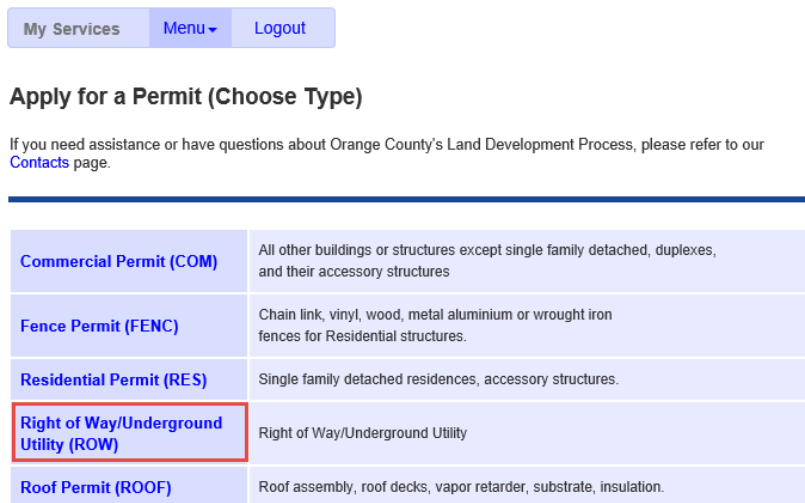 My Services Menu Logout
Apply for a Permit (Choose Type)
If you need assistance or have questions about Orange County's Land Development Process, please refer to our
Contacts page.
Commercial Permit (COM)
All other buildings or structures except single family detached, duplexes,
and their accessory structures
Fence Permit (FENC)
Chain link, vinyl, wood, metal aluminium or wrought iron
fences for Residential structures.
Residential Permit (RES)
Single family detached residences, accessory structures.
Right of Way/Underground
Utility (ROW)
Right of Way/Underground Utility
Roof Permit (ROOF)
Roof assembly, roof decks, vapor retarder, substrate, insulation.